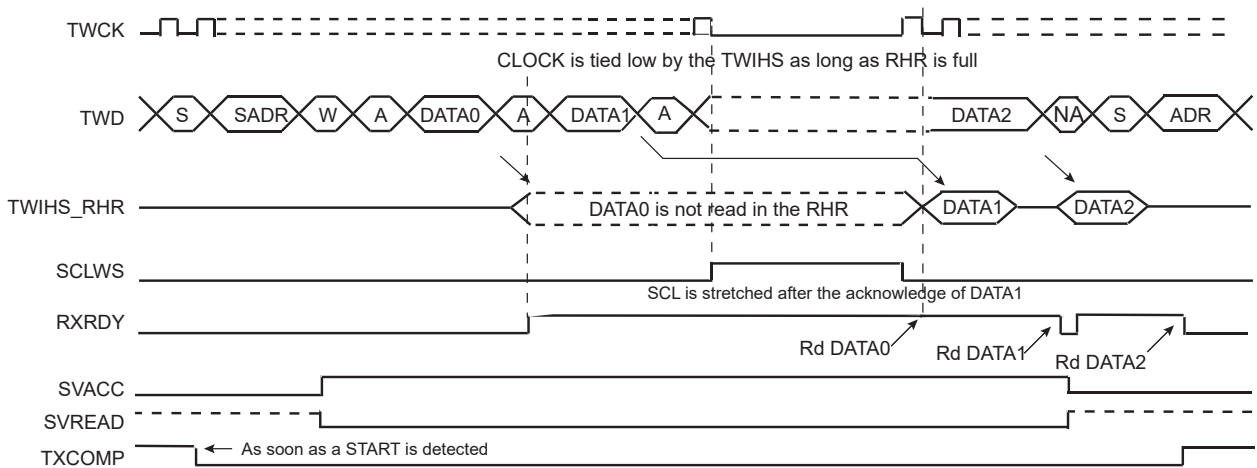 TWCK
CLOCK is tied low by the TWIHS as long as RHR is full
TWD S SADR W A DATA0 A DATA1 A DATA2 NA S ADR
TWIHS_RHR DATA0 is not read in the RHR DATA1 DATA2
SCLWS
SCL is stretched after the acknowledge of DATA1
RXRDY
Rd DATA0 Rd DATA1 Rd DATA2
SVACC
SVREAD
TXCOMP As soon as a START is detected